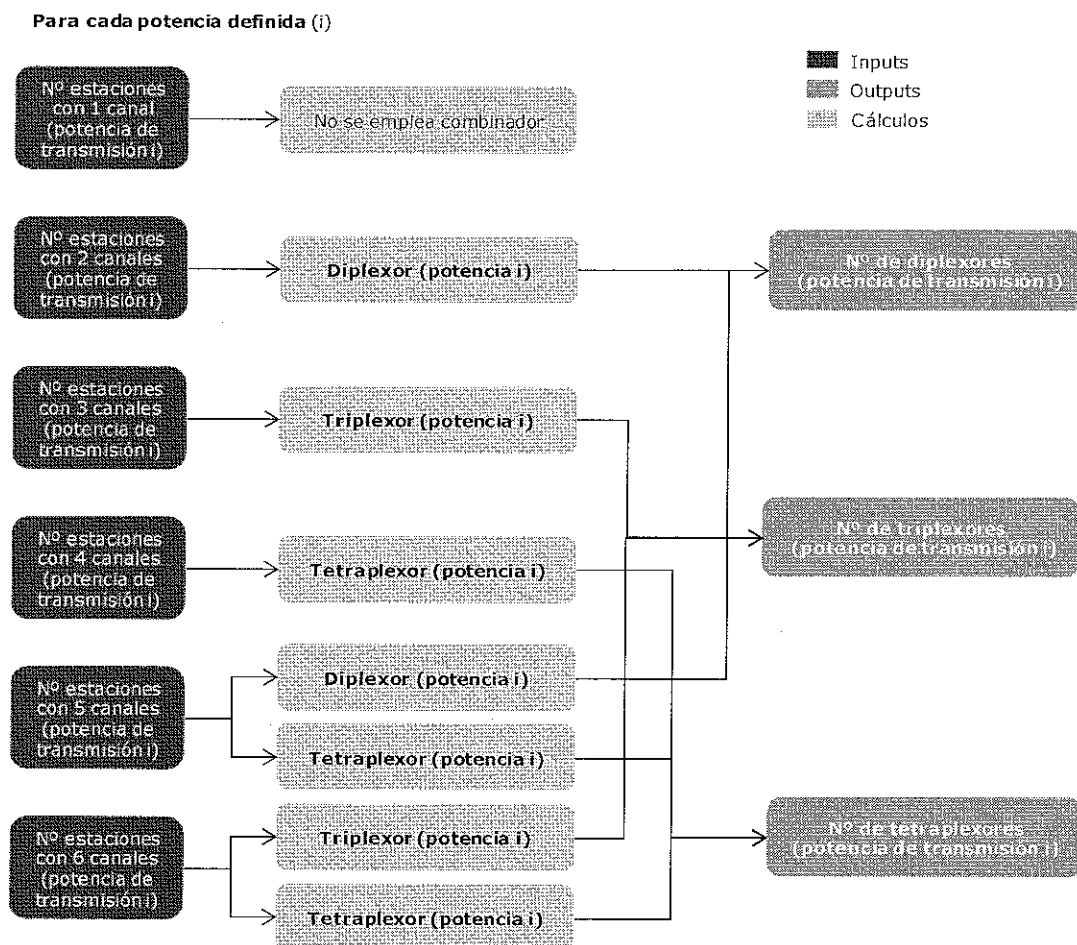 Para cada potencia definida (i)
Inputs
Outputs
Cálculos
Nº estaciones
con 1 canal
(potencia de
transmisión i)
No se emplea combinador
Nº estaciones
con 2 canales
(potencia de
transmisión i)
Diplexor (potencia i)
Nº de diplexores
(potencia de transmisión i)
Nº estaciones
con 3 canales
(potencia de
transmisión i)
Triplexor (potencia i)
Nº de triplexores
(potencia de transmisión i)
Nº estaciones
con 4 canales
(potencia de
transmisión i)
Tetraplexor (potencia i)
Nº estaciones
con 5 canales
(potencia de
transmisión i)
Diplexor (potencia i)
Tetraplexor (potencia i)
Nº estaciones
con 6 canales
(potencia de
transmisión i)
Triplexor (potencia i)
Tetraplexor (potencia i)
Nº de tetraplexores
(potencia de transmisión i)